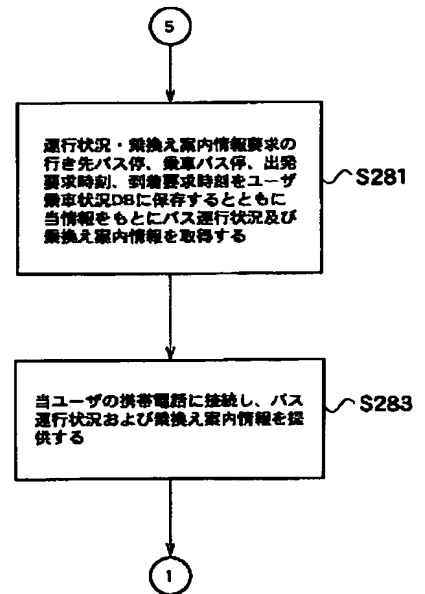 5
運行状況・乗換え案内情報要求の
行き先バス停、乗車バス停、出発
要求時刻、到着要求時刻をユーザ
乗車状況DBに保存するとともに
当情報をもとにバス運行状況及び
乗換え案内情報を取得する
S281
当ユーザの携帯電話に接続し、バス
運行状況および乗換え案内情報を提
供する
S283
1